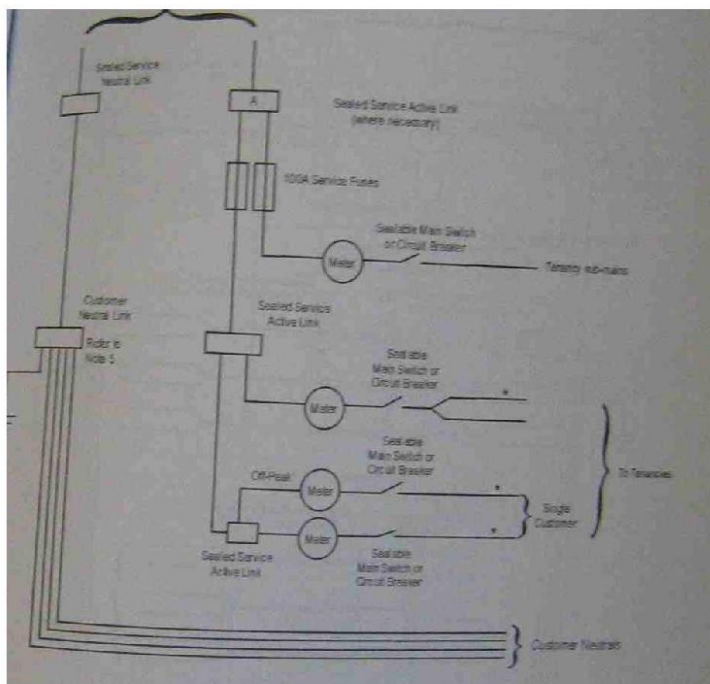 Sealed Service
Neutral Link
A
Sealed Service Active Link
(where necessary)
100A Service Fuses
Sealable Main Switch
or Circuit Breaker
Meter
Tenancy sub-mains
Customer
Neutral Link
Refer to
Note 5
Sealed Service
Active Link
Sealable
Main Switch or
Circuit Breaker
Meter
*
To Tenancies
Sealable
Main Switch or
Circuit Breaker
Off-Peak
Meter
*
Single
Customer
Meter
*
Sealed Service
Active Link
Sealable
Main Switch or
Circuit Breaker
Customer Neutrals